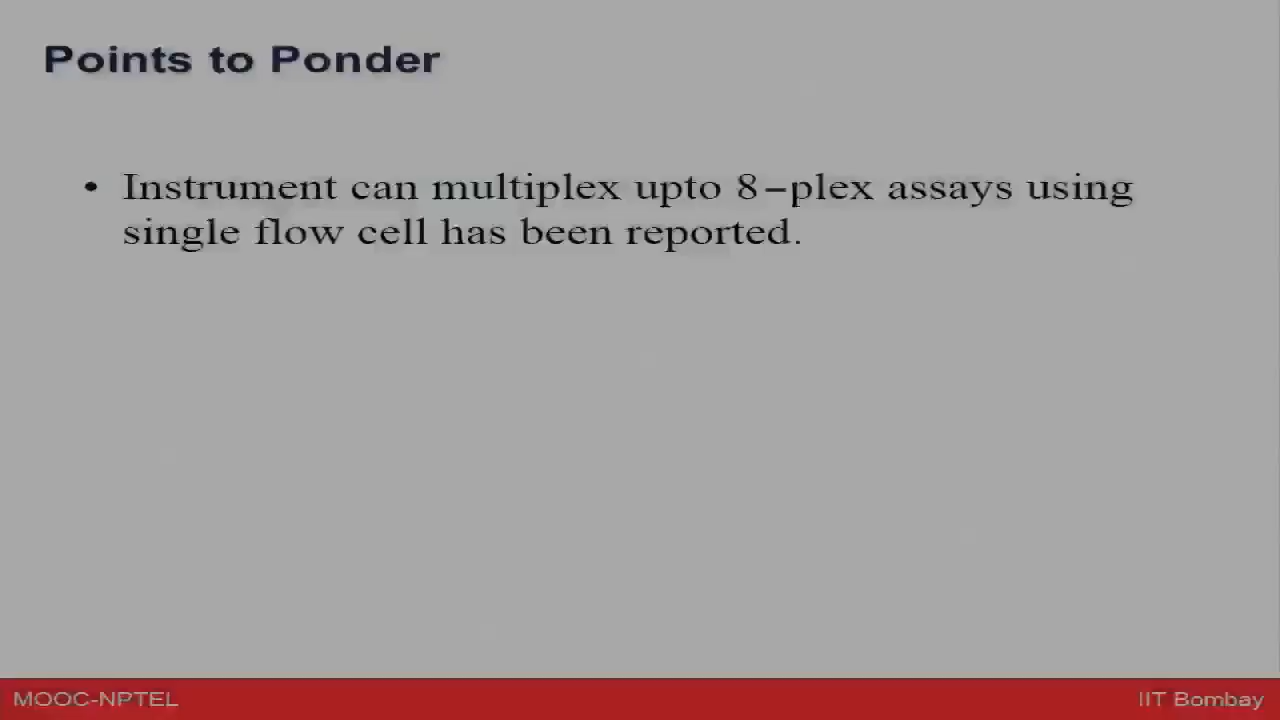 Points to Ponder
• Instrument can multiplex upto 8–plex assays using
single flow cell has been reported.
MOOC-NPTEL
IIT Bombay